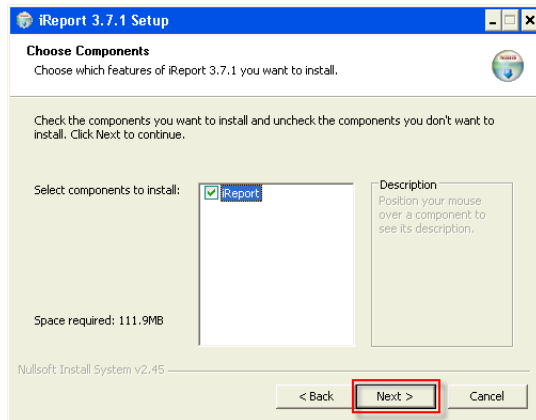 iReport 3.7.1 Setup
Choose Components
Choose which features of iReport 3.7.1 you want to install.
Check the components you want to install and uncheck the components you don't want to
install. Click Next to continue.
Select components to install:
iReport
Description
Position your mouse
over a component to
see its description.
Space required: 111.9MB
Nullsoft Install System v2.45
< Back
Next >
Cancel